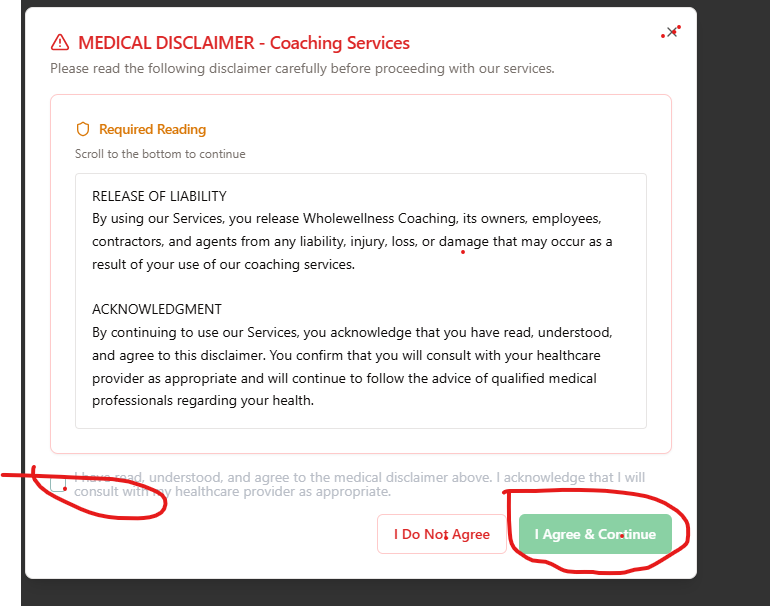 MEDICAL DISCLAIMER - Coaching Services
Please read the following disclaimer carefully before proceeding with our services.
Required Reading
Scroll to the bottom to continue
RELEASE OF LIABILITY
By using our Services, you release Wholewellness Coaching, its owners, employees,
contractors, and agents from any liability, injury, loss, or damage that may occur as a
result of your use of our coaching services.
ACKNOWLEDGMENT
By continuing to use our Services, you acknowledge that you have read, understood,
and agree to this disclaimer. You confirm that you will consult with your healthcare
provider as appropriate and will continue to follow the advice of qualified medical
professionals regarding your health.
I have read, understood, and agree to the medical disclaimer above. I acknowledge that I will
consult with my healthcare provider as appropriate.
I Do Not Agree
I Agree & Continue